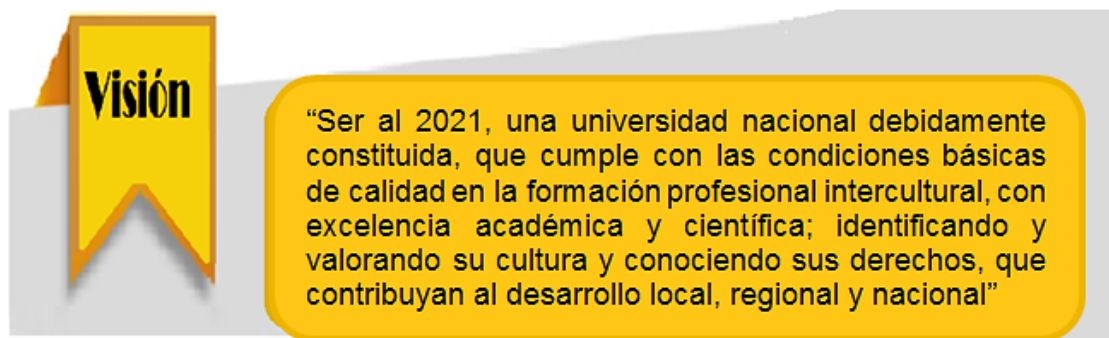 Visión
“Ser al 2021, una universidad nacional debidamente
constituida, que cumple con las condiciones básicas
de calidad en la formación profesional intercultural, con
excelencia académica y científica; identificando y
valorando su cultura y conociendo sus derechos, que
contribuyan al desarrollo local, regional y nacional”